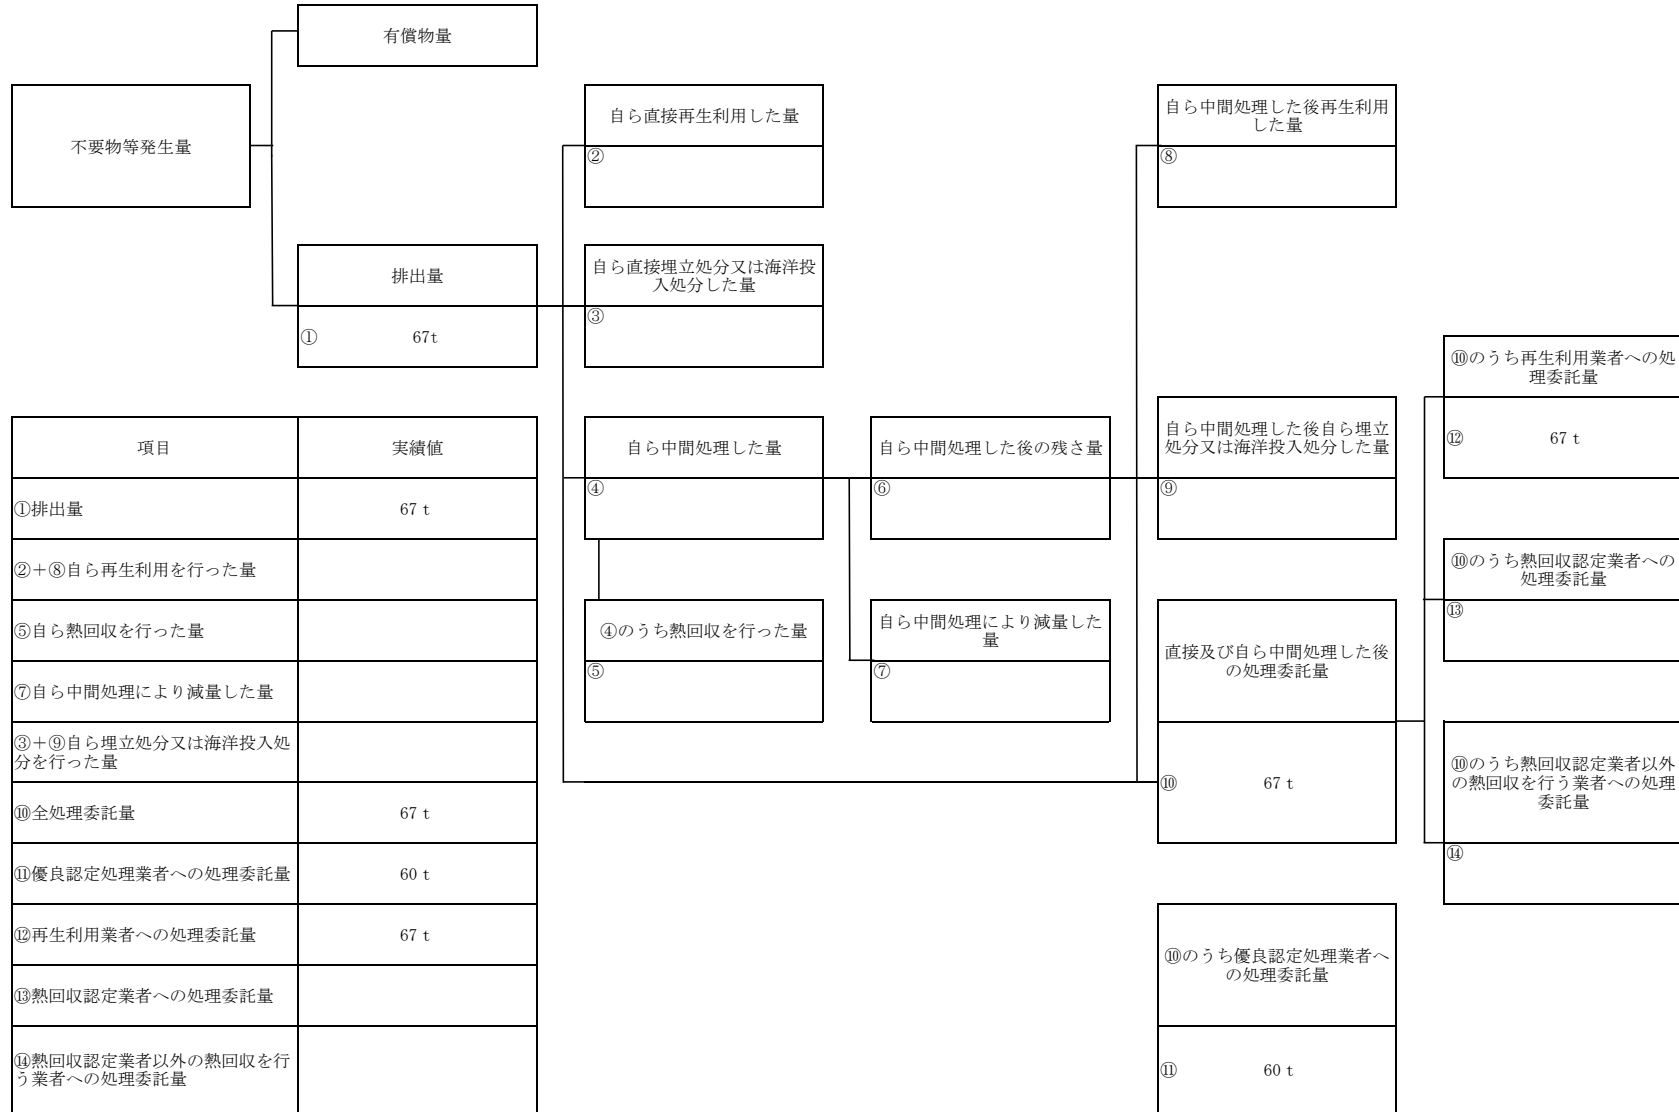 有償物量
不要物等発生量
排出量
①
67t
自ら直接再生利用した量
②
自ら直接埋立処分又は海洋投
入処分した量
③
自ら中間処理した量
④
④のうち熱回収を行った量
⑤
自ら中間処理した後の残さ量
⑥
自ら中間処理により減量した
量
⑦
自ら中間処理した後再生利用
した量
⑧
自ら中間処理した後自ら埋立
処分又は海洋投入処分した量
⑨
直接及び自ら中間処理した後
の処理委託量
⑩
67 t
⑩のうち優良認定処理業者へ
の処理委託量
⑪
60 t
⑩のうち再生利用業者への処
理委託量
⑫
67 t
⑩のうち熱回収認定業者への
処理委託量
⑬
⑩のうち熱回収認定業者以外
の熱回収を行う業者への処理
委託量
⑭
項目
実績値
①排出量
67 t
②＋⑧自ら再生利用を行った量
⑤自ら熱回収を行った量
⑦自ら中間処理により減量した量
③＋⑨自ら埋立処分又は海洋投入処
分を行った量
⑩全処理委託量
67 t
⑪優良認定処理業者への処理委託量
60 t
⑫再生利用業者への処理委託量
67 t
⑬熱回収認定業者への処理委託量
⑭熱回収認定業者以外の熱回収を行
う業者への処理委託量